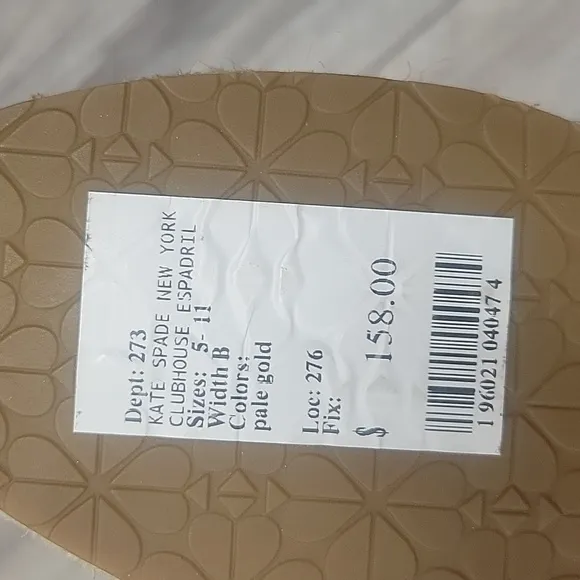 Dept: 273
KATE SPADE NEW YORK
CLUBHOUSE ESPADRIL
Sizes: 5- 11
Width B
Colors:
pale gold
Loc: 276
Fix:
$ 158.00
1 96021 04047 4